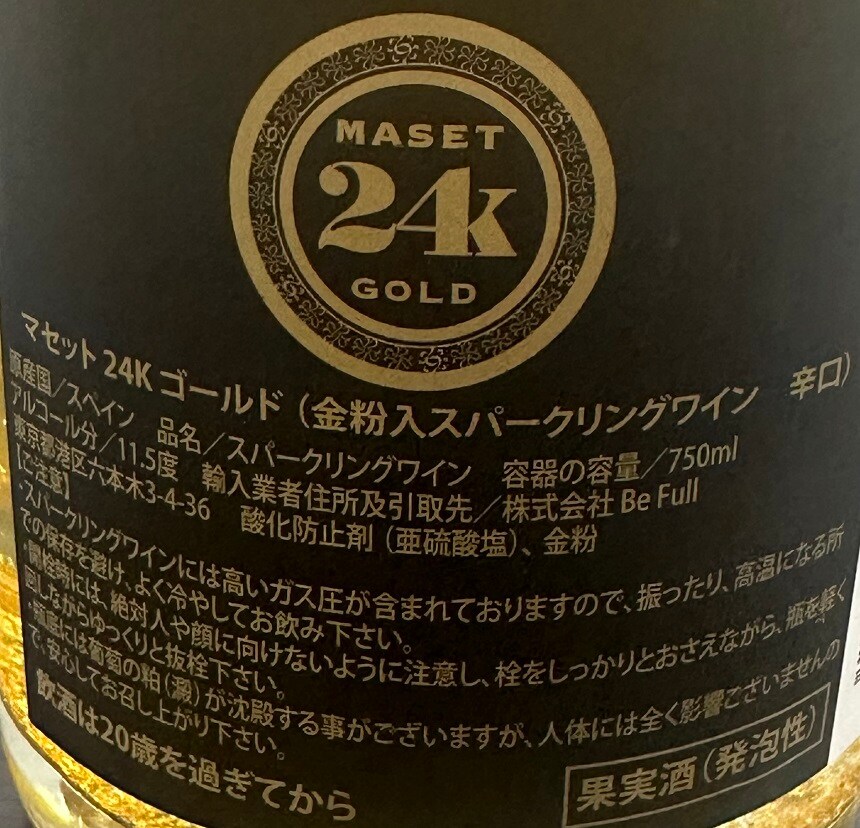 MASET
24K
GOLD
マセット 24K ゴールド（金粉入スパークリングワイン　辛口）
原産国／スペイン　品名／スパークリングワイン　容器の容量／750ml
アルコール分／11.5度　輸入業者住所及引取先／株式会社 Be Full
東京都港区六本木3-4-36　酸化防止剤（亜硫酸塩）、金粉
【ご注意】
・スパークリングワインには高いガス圧が含まれておりますので、振ったり、高温になる所
での保存を避け、よく冷やしてお飲み下さい。
・開栓時には、絶対人や顔に向けないように注意し、栓をしっかりとおさえながら、瓶を軽く
回しながらゆっくりと抜栓下さい。
・瓶底には葡萄の粕（澱）が沈殿する事がございますが、人体には全く影響ございませんの
で、安心してお召し上がり下さい。
飲酒は20歳を過ぎてから
果実酒（発泡性）